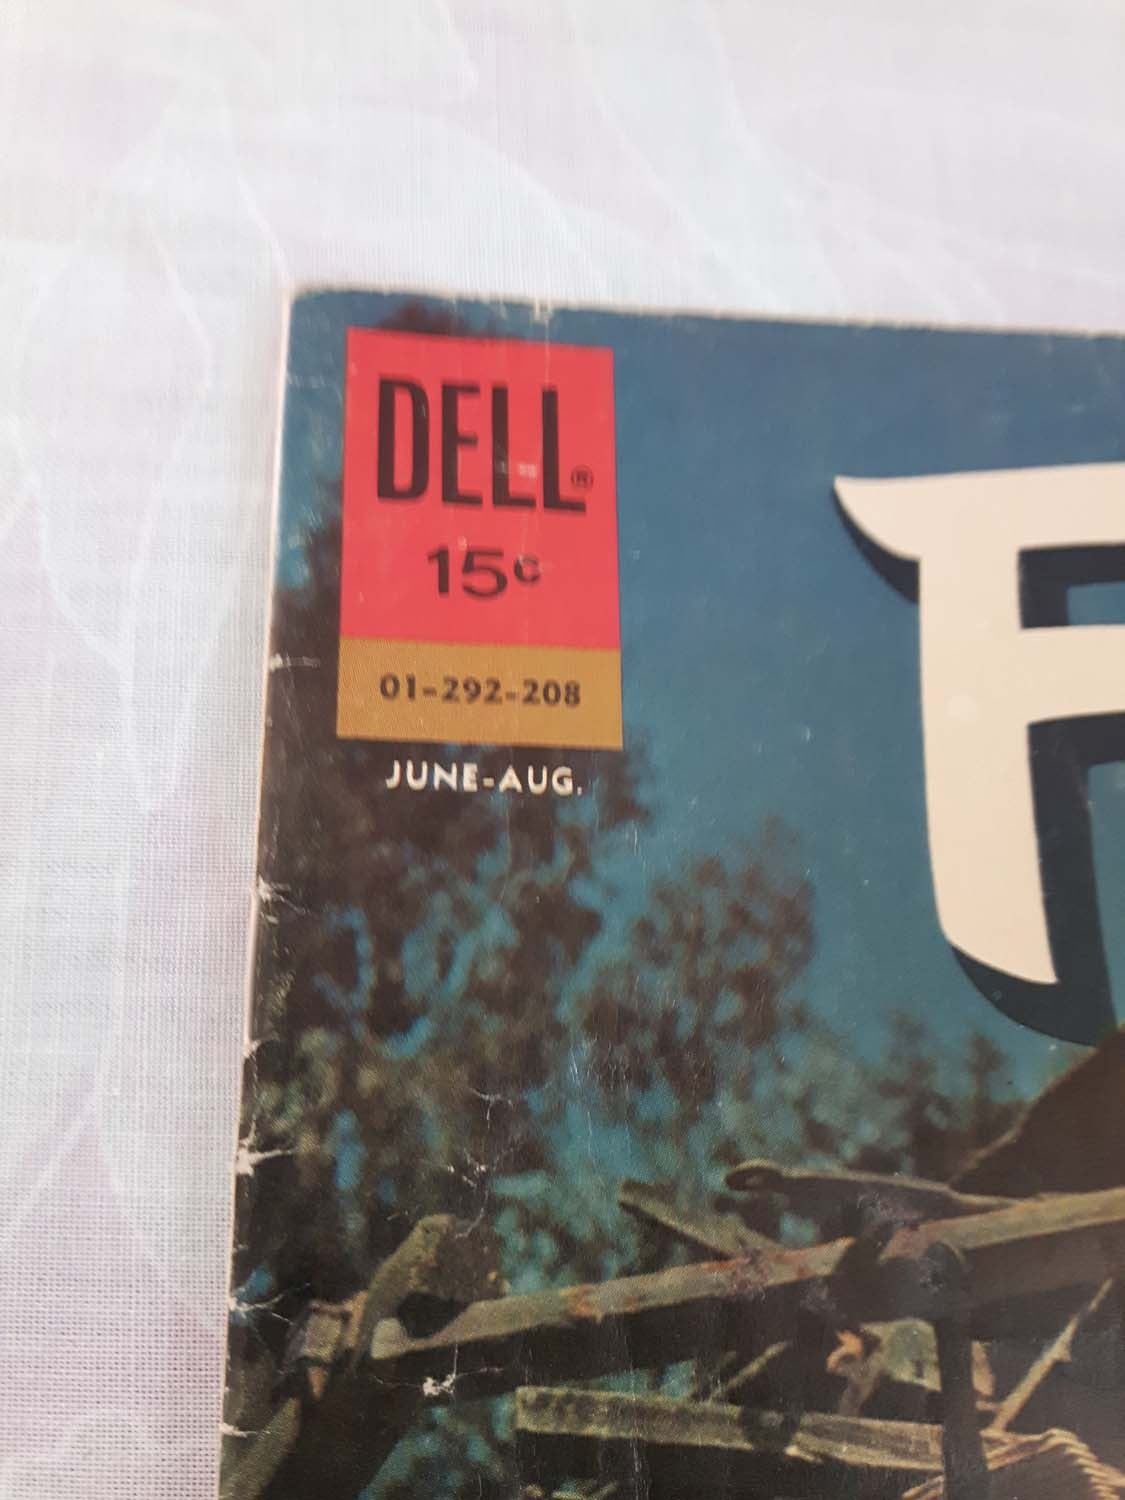 DELL®
15¢
01-292-208
JUNE-AUG.
F